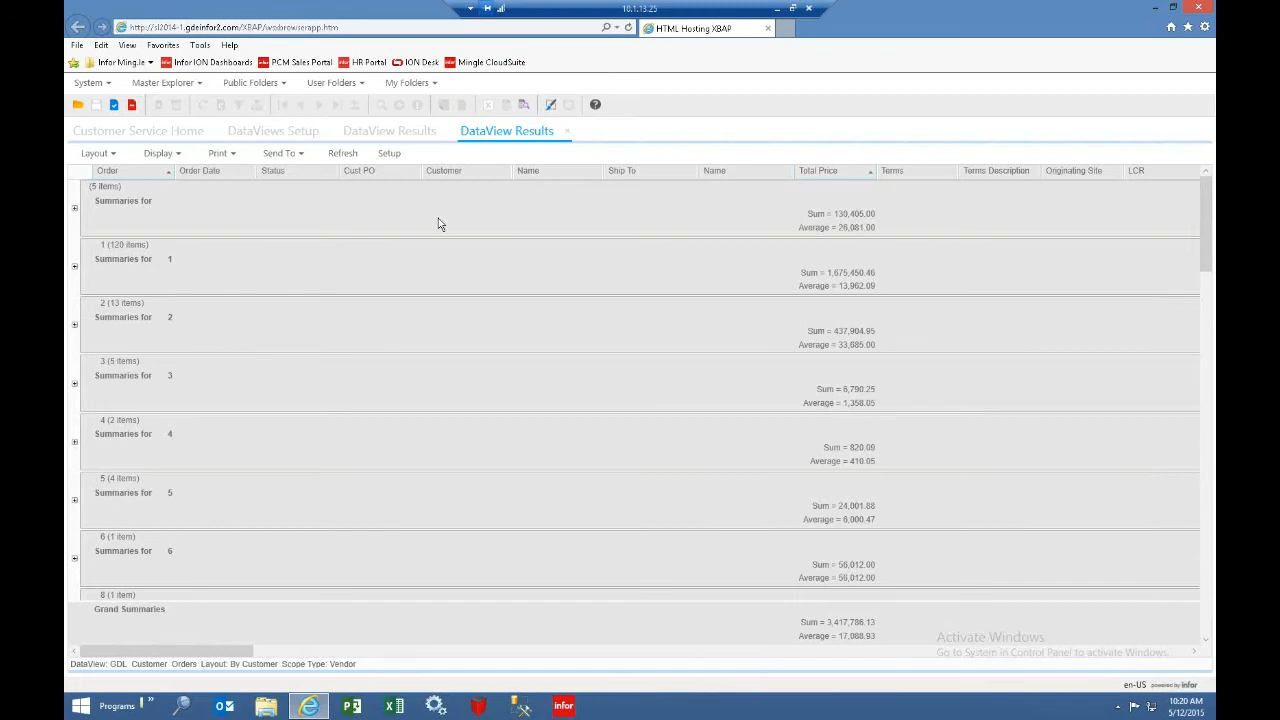 10.1.13.25
http://sl2014-1.gdeinfor2.com/XBAP/wsxbrowserapp.htm
HTML Hosting XBAP
File Edit View Favorites Tools Help
Infor Ming.le Infor ION Dashboards PCM Sales Portal HR Portal ION Desk Mingle CloudSuite
System Master Explorer Public Folders User Folders My Folders
Customer Service Home DataViews Setup DataView Results DataView Results
Layout Display Print Send To Refresh Setup
Order Order Date Status Cust PO Customer Name Ship To Name Total Price Terms Terms Description Originating Site LCR
(5 items)
Summaries for
Sum = 130,405.00
Average = 26,081.00
1 (120 items)
Summaries for 1
Sum = 1,675,450.46
Average = 13,962.09
2 (13 items)
Summaries for 2
Sum = 437,904.95
Average = 33,685.00
3 (5 items)
Summaries for 3
Sum = 6,790.25
Average = 1,358.05
4 (2 items)
Summaries for 4
Sum = 820.09
Average = 410.05
5 (4 items)
Summaries for 5
Sum = 24,001.88
Average = 6,000.47
6 (1 item)
Summaries for 6
Sum = 56,012.00
Average = 56,012.00
8 (1 item)
Grand Summaries
Sum = 3,417,786.13
Average = 17,088.93
Activate Windows
Go to System in Control Panel to activate Windows.
DataView: GDL Customer Orders Layout: By Customer Scope Type: Vendor
en-US powered by infor
Programs » infor
10:20 AM
5/12/2015